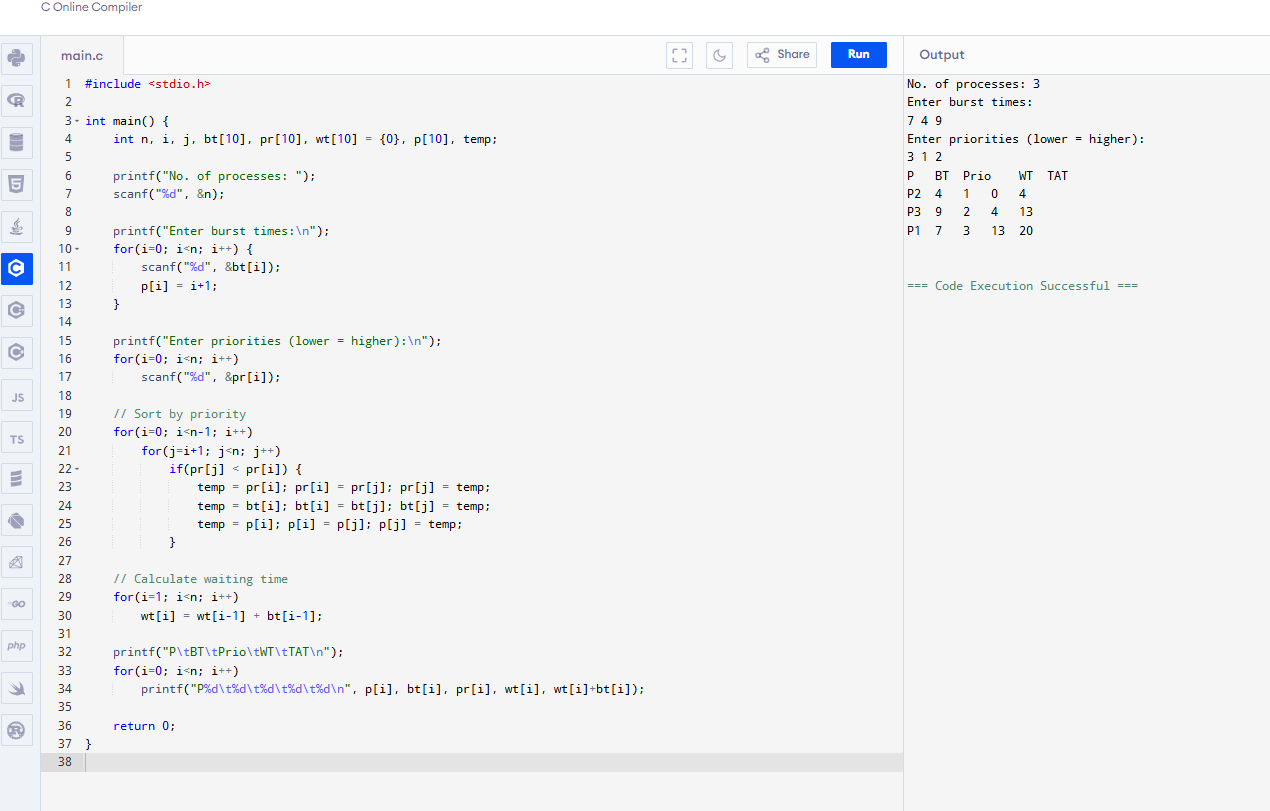 C Online Compiler
main.c
Share
Run
Output
1 #include <stdio.h>
2
3 int main() {
4     int n, i, j, bt[10], pr[10], wt[10] = {0}, p[10], temp;
5
6     printf("No. of processes: ");
7     scanf("%d", &n);
8
9     printf("Enter burst times:\n");
10     for(i=0; i<n; i++) {
11         scanf("%d", &bt[i]);
12         p[i] = i+1;
13     }
14
15     printf("Enter priorities (lower = higher):\n");
16     for(i=0; i<n; i++)
17         scanf("%d", &pr[i]);
18
19     // Sort by priority
20     for(i=0; i<n-1; i++)
21         for(j=i+1; j<n; j++)
22             if(pr[j] < pr[i]) {
23                 temp = pr[i]; pr[i] = pr[j]; pr[j] = temp;
24                 temp = bt[i]; bt[i] = bt[j]; bt[j] = temp;
25                 temp = p[i]; p[i] = p[j]; p[j] = temp;
26             }
27
28     // Calculate waiting time
29     for(i=1; i<n; i++)
30         wt[i] = wt[i-1] + bt[i-1];
31
32     printf("P\tBT\tPrio\tWT\tTAT\n");
33     for(i=0; i<n; i++)
34         printf("P%d\t%d\t%d\t%d\t%d\n", p[i], bt[i], pr[i], wt[i], wt[i]+bt[i]);
35
36     return 0;
37 }
38
No. of processes: 3
Enter burst times:
7 4 9
Enter priorities (lower = higher):
3 1 2
P   BT  Prio    WT  TAT
P2  4   1   0   4
P3  9   2   4   13
P1  7   3   13  20
=== Code Execution Successful ===
JS
TS
GO
php